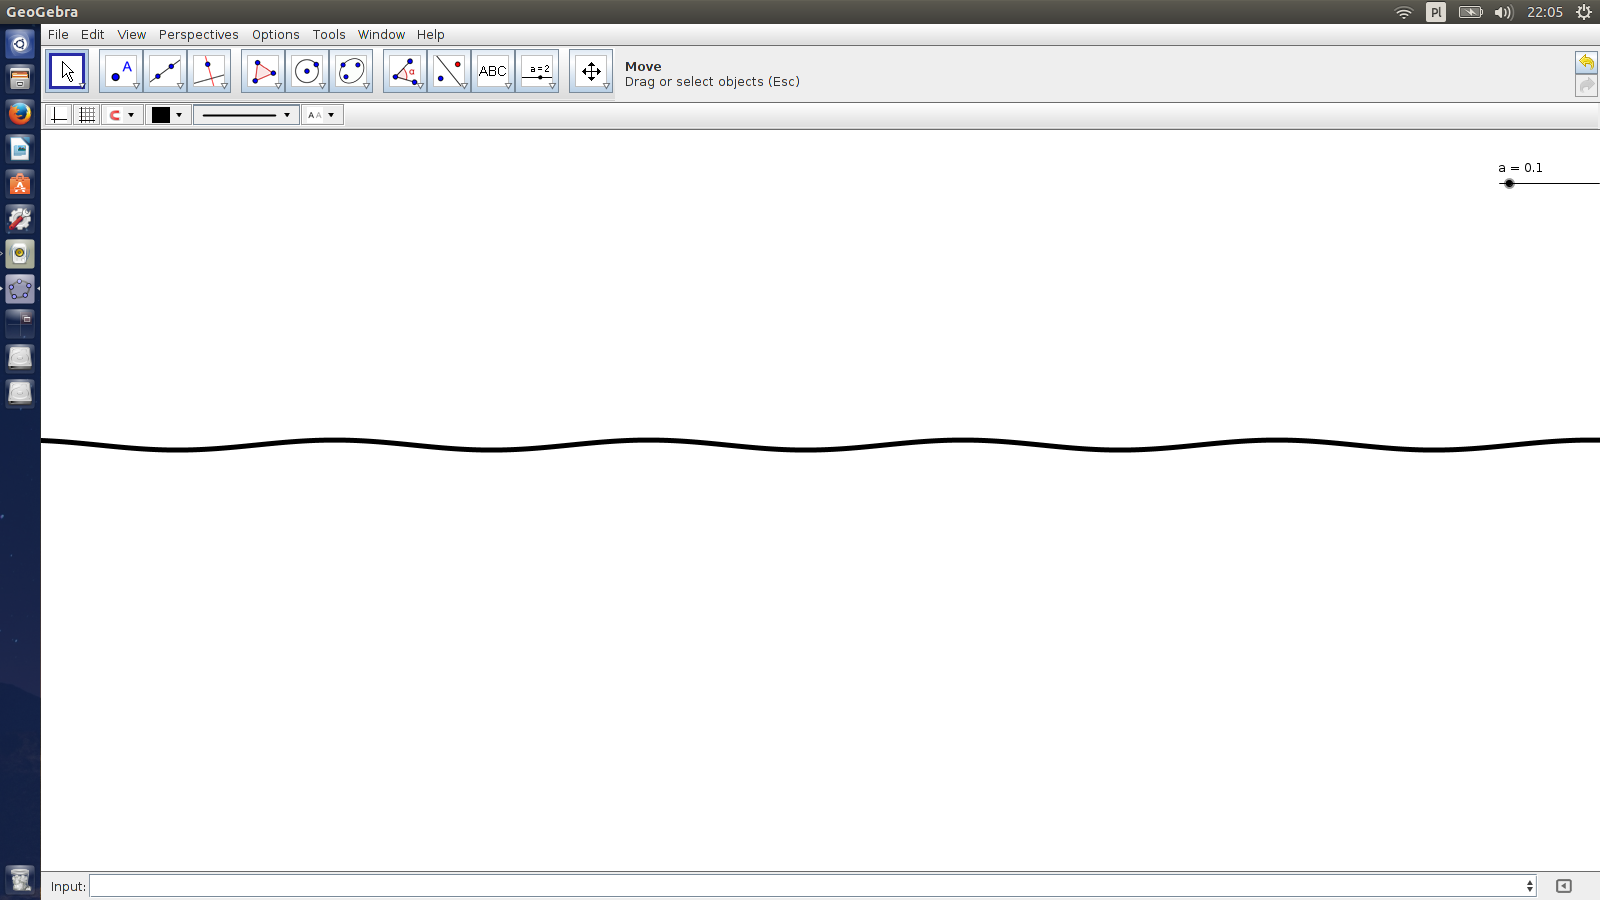 GeoGebra
Pl
22:05
File Edit View Perspectives Options Tools Window Help
A
α
ABC
a = 2
Move
Drag or select objects (Esc)
A A
a = 0.1
Input: